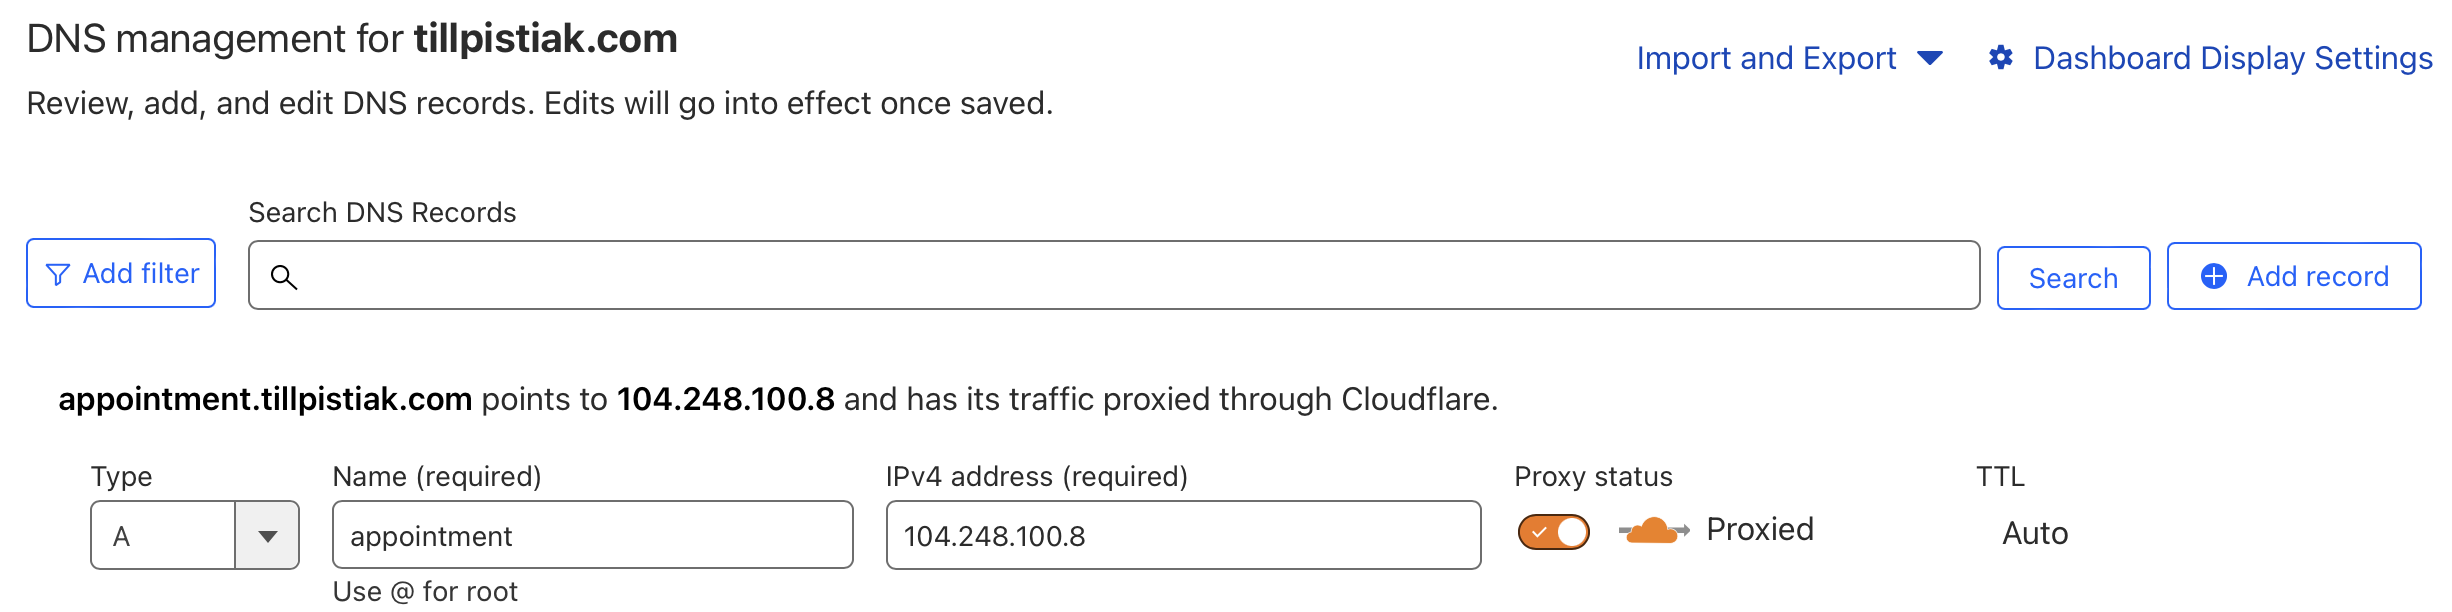 DNS management for tillpistiak.com
Import and Export
Dashboard Display Settings
Review, add, and edit DNS records. Edits will go into effect once saved.
Search DNS Records
Add filter
Search
Add record
appointment.tillpistiak.com points to 104.248.100.8 and has its traffic proxied through Cloudflare.
Type
Name (required)
IPv4 address (required)
Proxy status
TTL
A
appointment
104.248.100.8
Proxied
Auto
Use @ for root